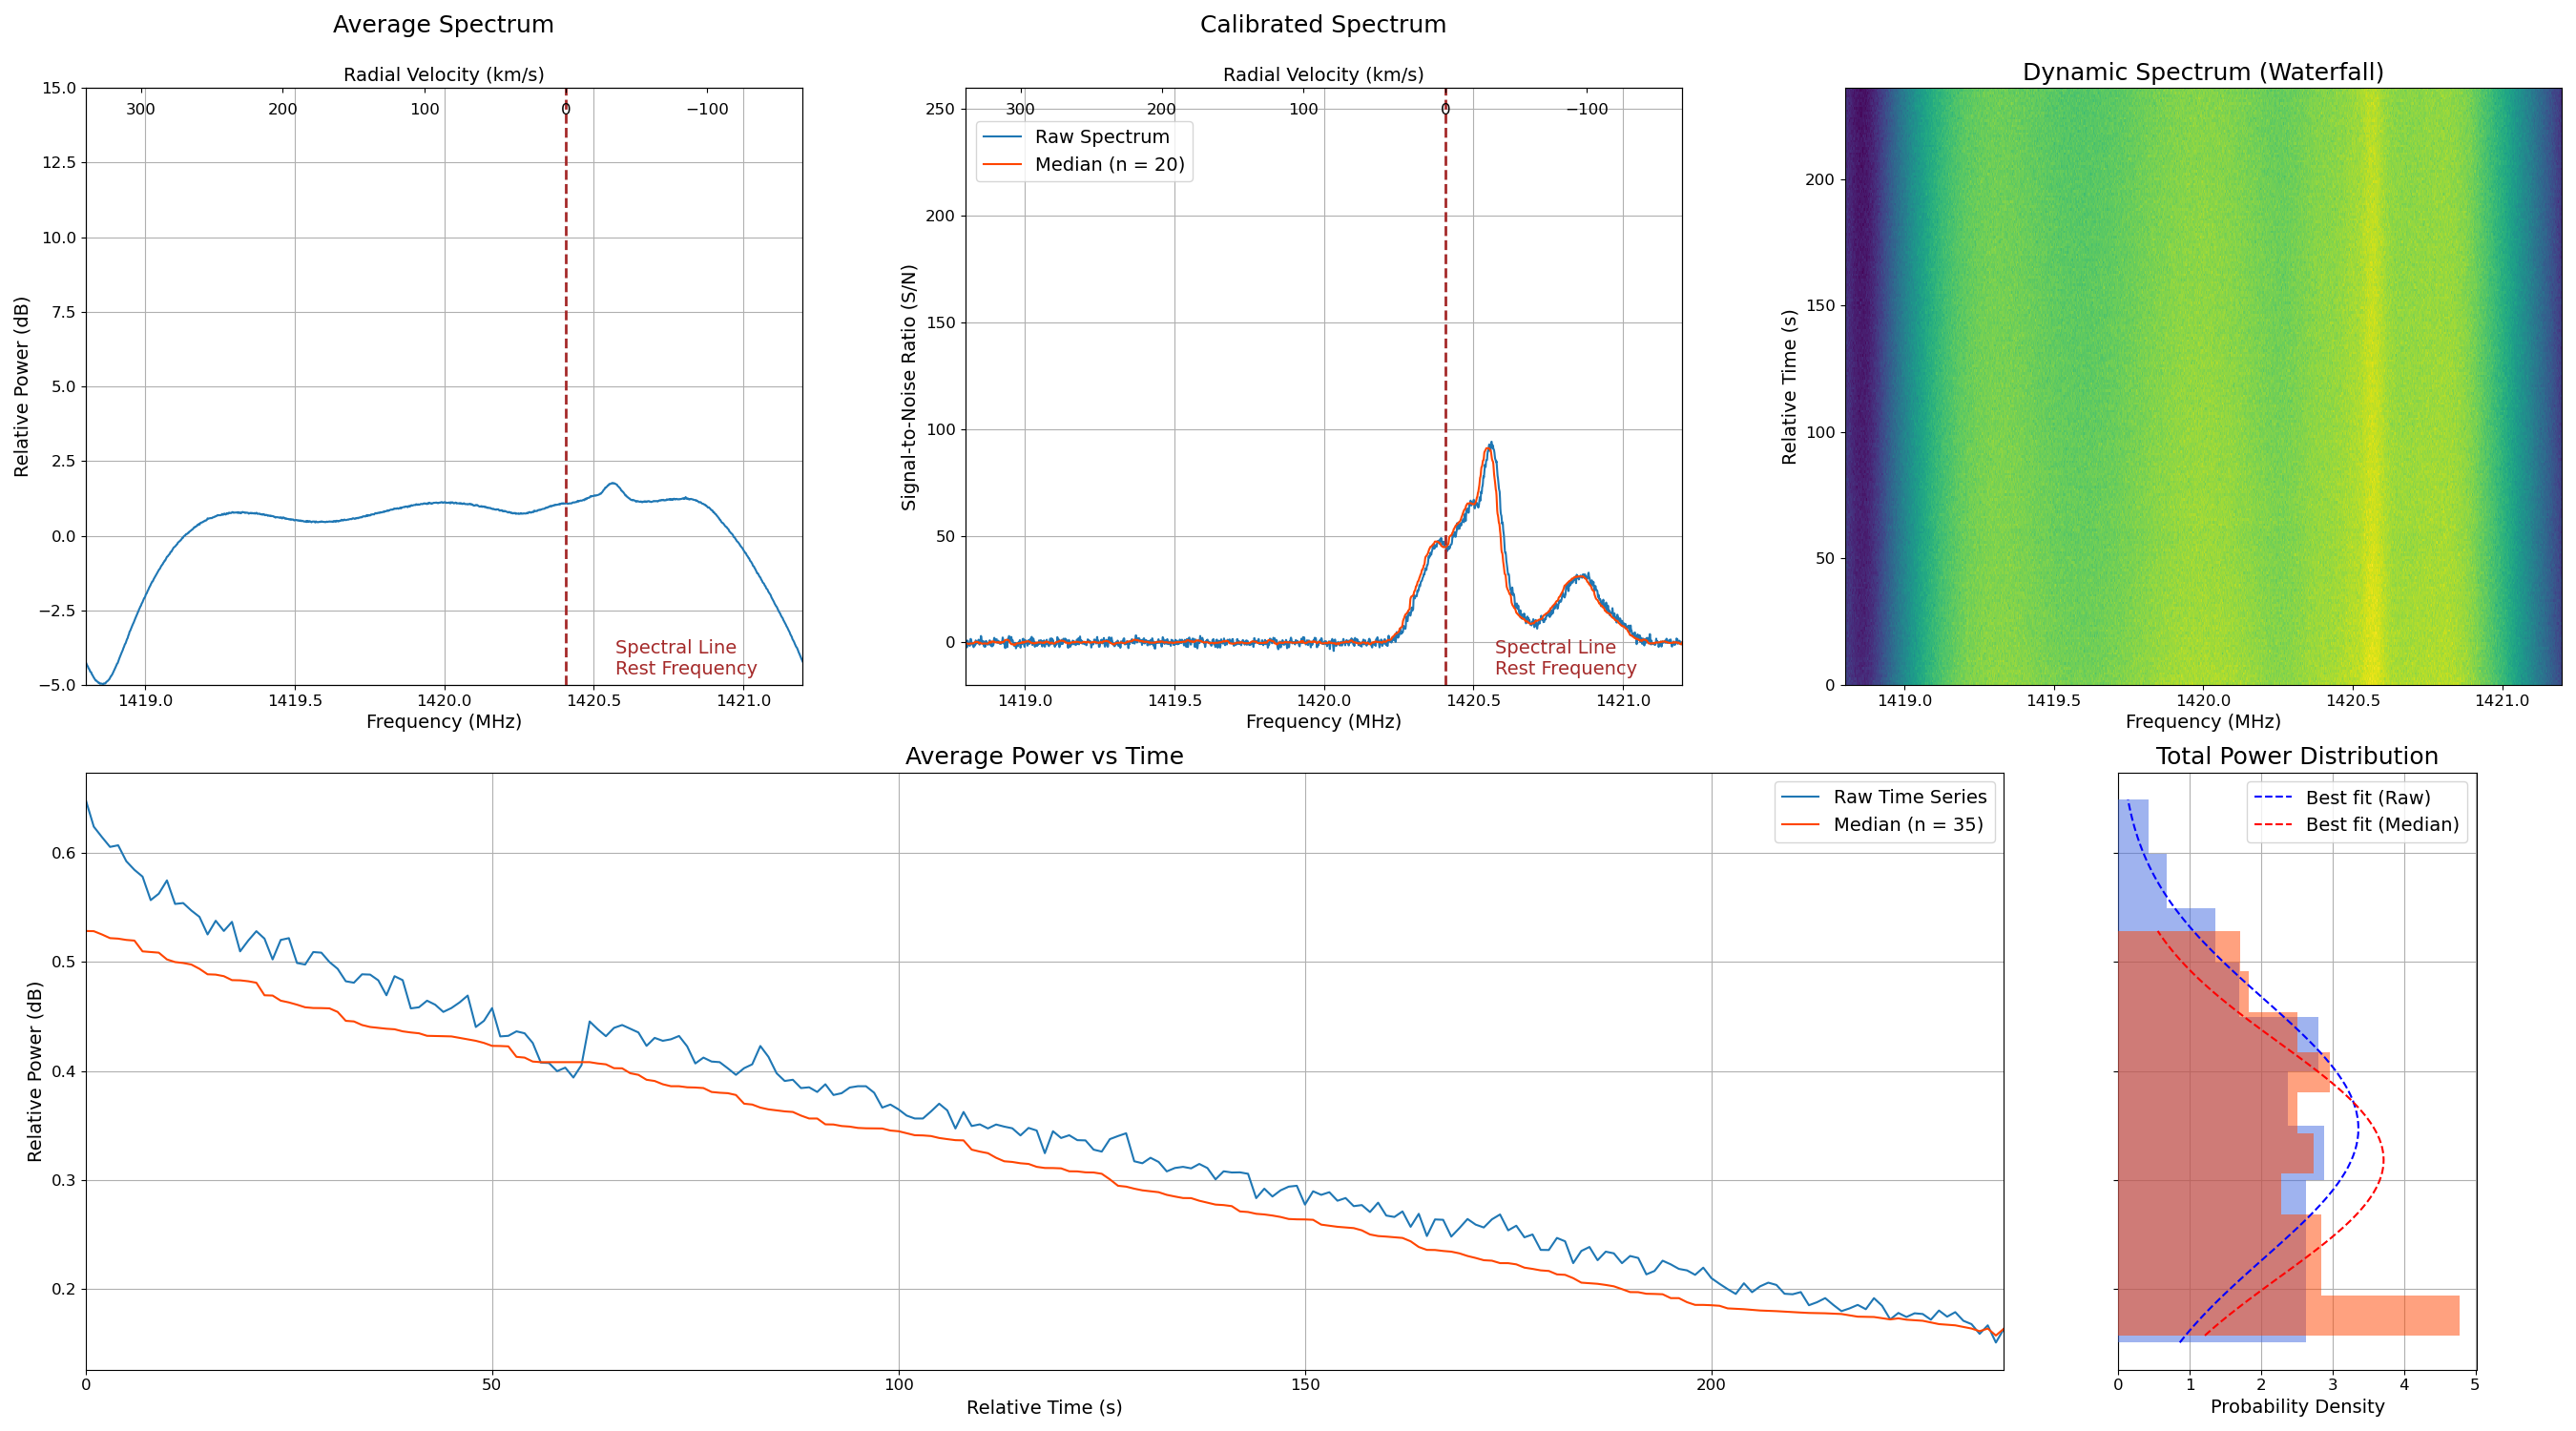 Average Spectrum
Radial Velocity (km/s)
300 200 100 0 −100
15.0
12.5
10.0
7.5
5.0
2.5
0.0
−2.5
−5.0
Relative Power (dB)
Spectral Line
Rest Frequency
1419.0 1419.5 1420.0 1420.5 1421.0
Frequency (MHz)
Calibrated Spectrum
Radial Velocity (km/s)
300 200 100 0 −100
Raw Spectrum
Median (n = 20)
250
200
150
100
50
0
Signal-to-Noise Ratio (S/N)
Spectral Line
Rest Frequency
1419.0 1419.5 1420.0 1420.5 1421.0
Frequency (MHz)
Dynamic Spectrum (Waterfall)
200
150
100
50
0
Relative Time (s)
1419.0 1419.5 1420.0 1420.5 1421.0
Frequency (MHz)
Average Power vs Time
Raw Time Series
Median (n = 35)
0.6
0.5
0.4
0.3
0.2
Relative Power (dB)
0 50 100 150 200
Relative Time (s)
Total Power Distribution
Best fit (Raw)
Best fit (Median)
0 1 2 3 4 5
Probability Density